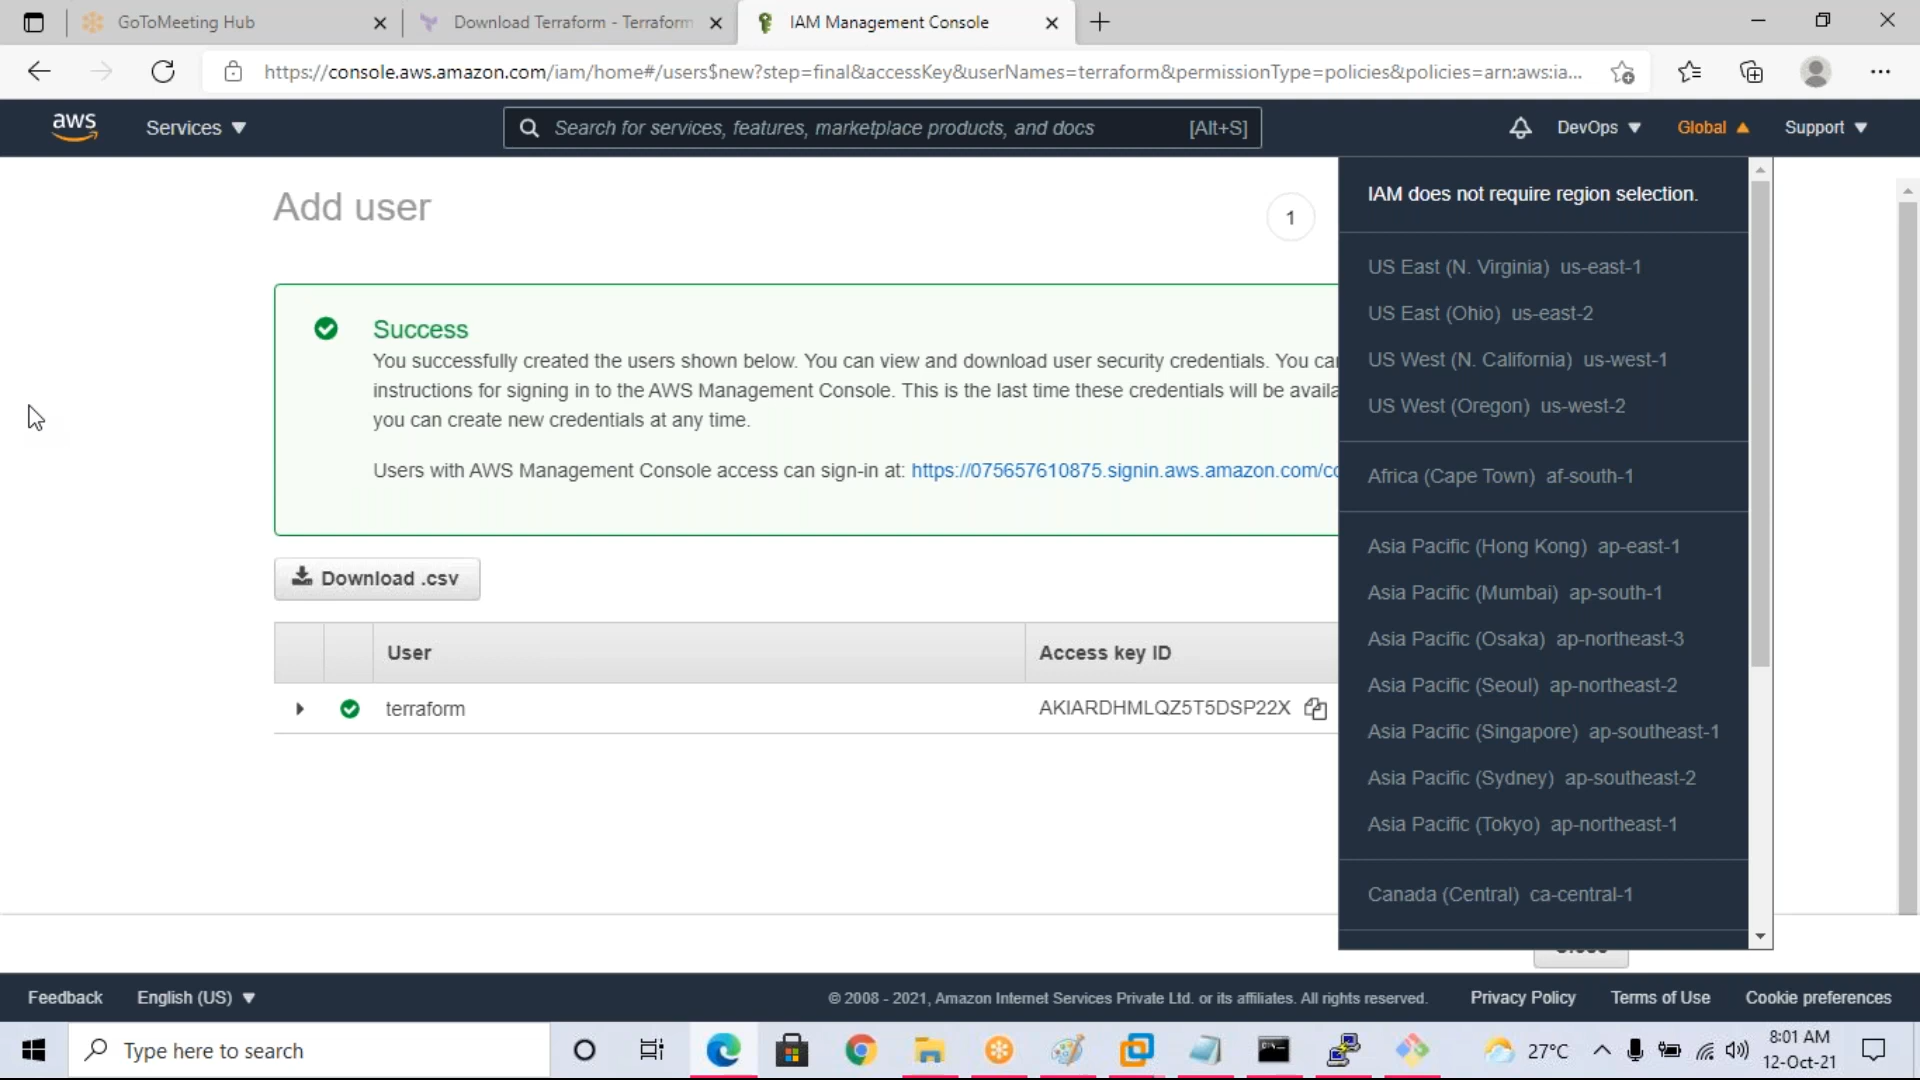 GoToMeeting Hub
Download Terraform - Terraform
IAM Management Console
https://console.aws.amazon.com/iam/home#/users$new?step=final&accessKey&userNames=terraform&permissionType=policies&policies=arn:aws:ia...
aws
Services
Search for services, features, marketplace products, and docs
[Alt+S]
DevOps
Global
Support
Add user
1
Success
You successfully created the users shown below. You can view and download user security credentials. You can
instructions for signing in to the AWS Management Console. This is the last time these credentials will be availa
you can create new credentials at any time.
Users with AWS Management Console access can sign-in at: https://075657610875.signin.aws.amazon.com/co
Download .csv
User
Access key ID
terraform
AKIARDHMLQZ5T5DSP22X
IAM does not require region selection.
US East (N. Virginia) us-east-1
US East (Ohio) us-east-2
US West (N. California) us-west-1
US West (Oregon) us-west-2
Africa (Cape Town) af-south-1
Asia Pacific (Hong Kong) ap-east-1
Asia Pacific (Mumbai) ap-south-1
Asia Pacific (Osaka) ap-northeast-3
Asia Pacific (Seoul) ap-northeast-2
Asia Pacific (Singapore) ap-southeast-1
Asia Pacific (Sydney) ap-southeast-2
Asia Pacific (Tokyo) ap-northeast-1
Canada (Central) ca-central-1
Close
Feedback
English (US)
© 2008 - 2021, Amazon Internet Services Private Ltd. or its affiliates. All rights reserved.
Privacy Policy
Terms of Use
Cookie preferences
Type here to search
27°C
8:01 AM
12-Oct-21